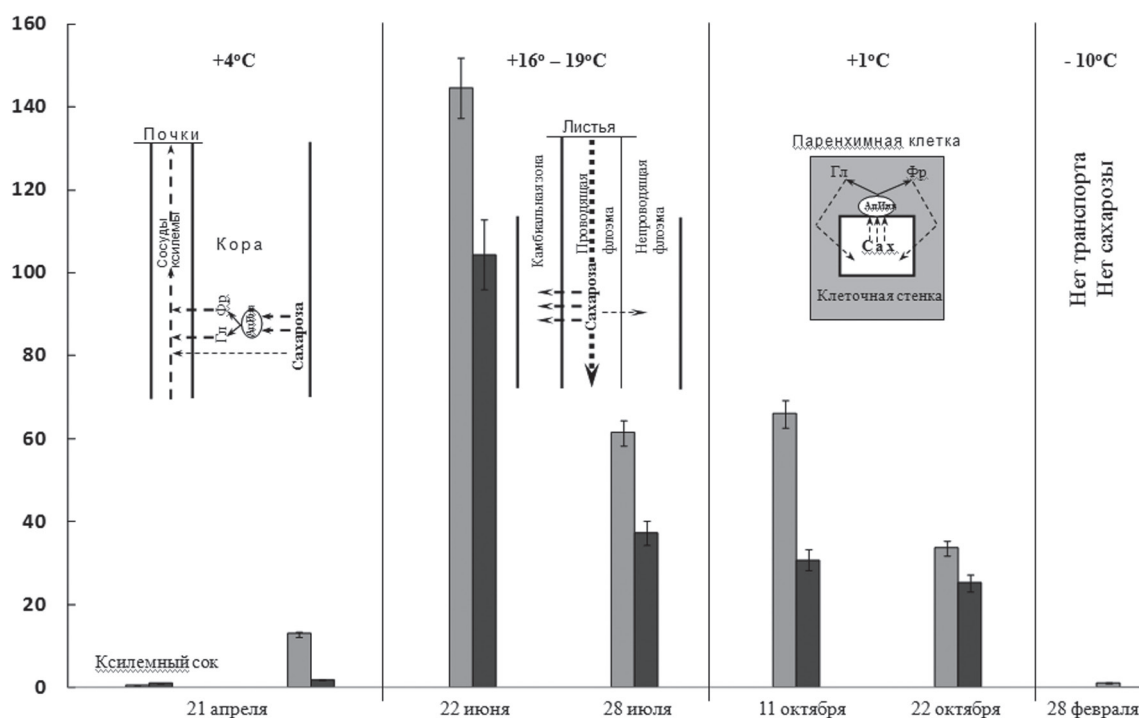 160
140
120
100
80
60
40
20
0
+4°C
Почки
Сосуды
ксилемы
Кора
Гл
Фр
АпИнв
Сахароза
Ксилемный сок
21 апреля
+16° – 19°C
Листья
Камбиальная зона
Проводящая
флоэма
Непроводящая
флоэма
Сахароза
22 июня
28 июля
+1°C
Паренхимная клетка
Гл
Фр
АпИнв
Сах
Клеточная стенка
11 октября
22 октября
- 10°C
Нет транспорта
Нет сахарозы
28 февраля